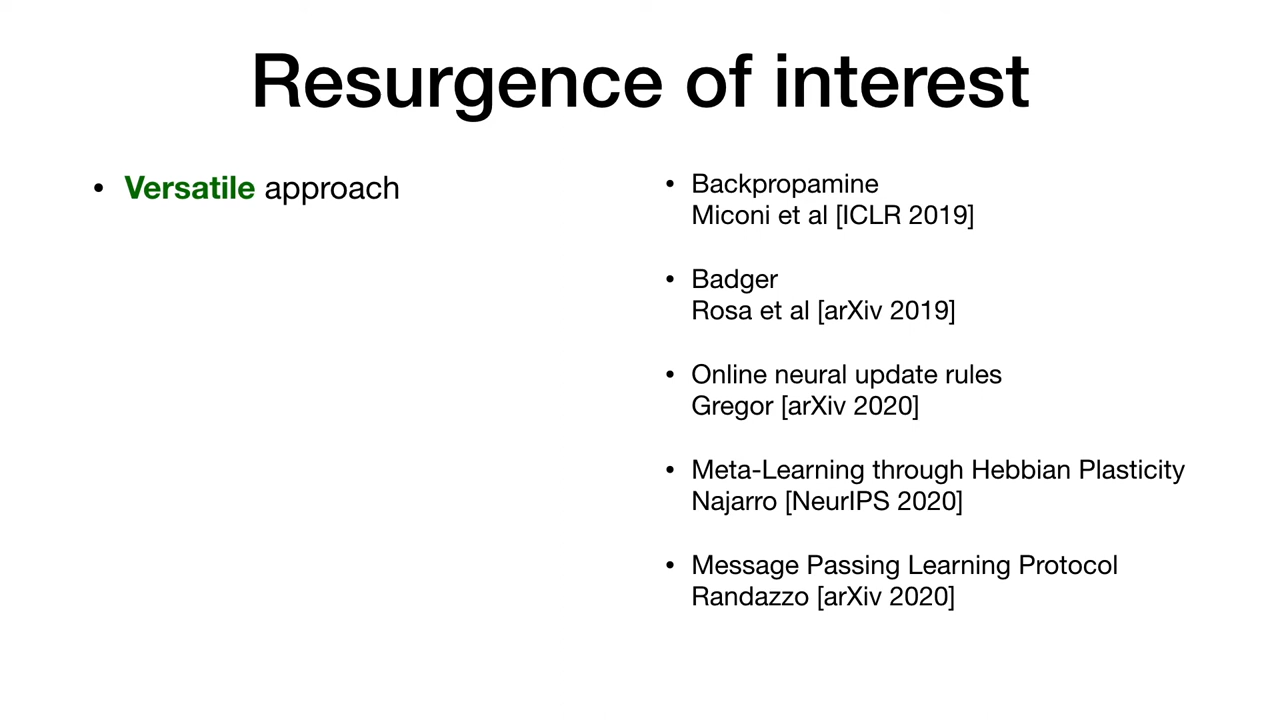 Resurgence of interest
• Versatile approach
• Backpropamine
Miconi et al [ICLR 2019]
• Badger
Rosa et al [arXiv 2019]
• Online neural update rules
Gregor [arXiv 2020]
• Meta-Learning through Hebbian Plasticity
Najarro [NeurIPS 2020]
• Message Passing Learning Protocol
Randazzo [arXiv 2020]